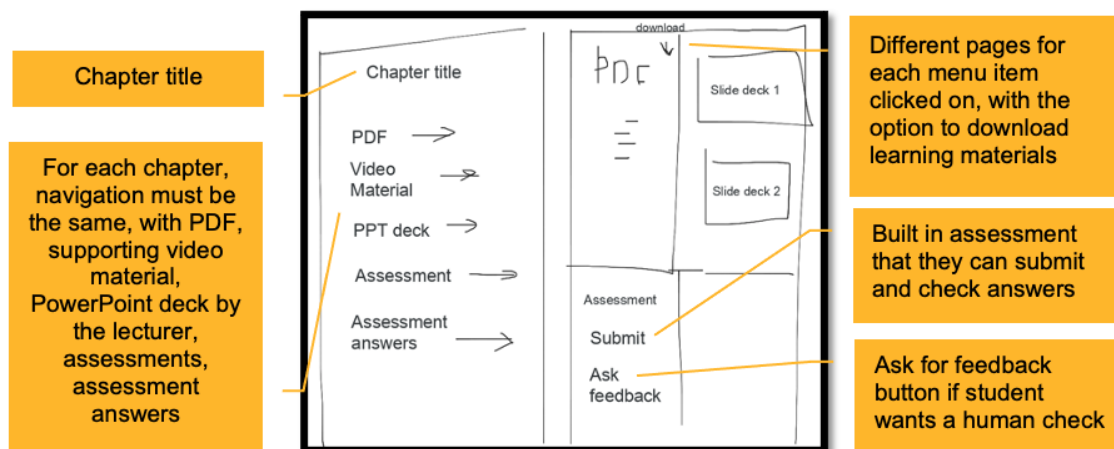 Chapter title
For each chapter,
navigation must be
the same, with PDF,
supporting video
material,
PowerPoint deck by
the lecturer,
assessments,
assessment
answers
Chapter title
PDF
Video
Material
PPT deck
Assessment
Assessment
answers
download
PDF
Slide deck 1
Slide deck 2
Assessment
Submit
Ask
feedback
Different pages for
each menu item
clicked on, with the
option to download
learning materials
Built in assessment
that they can submit
and check answers
Ask for feedback
button if student
wants a human check